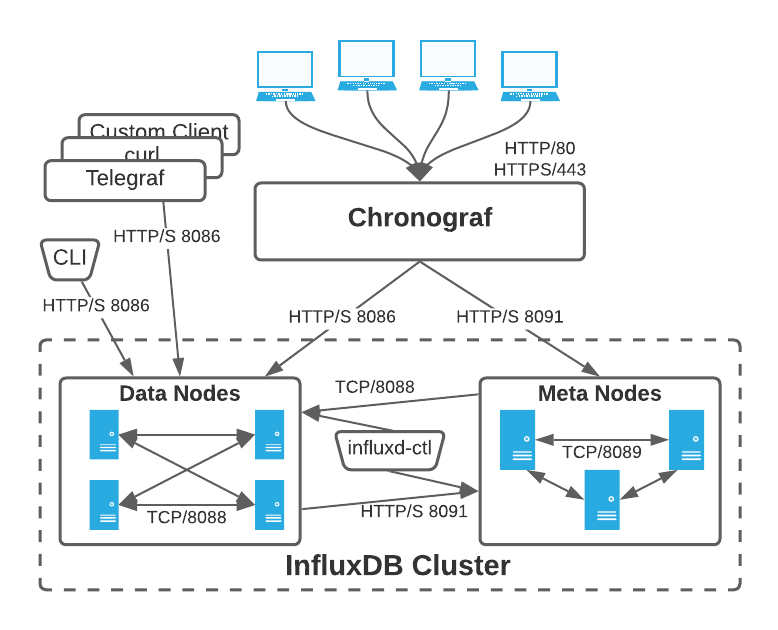 Custom Client
curl
Telegraf
HTTP/80
HTTPS/443
Chronograf
HTTP/S 8086
CLI
HTTP/S 8086
HTTP/S 8086
HTTP/S 8091
Data Nodes
TCP/8088
Meta Nodes
influxd-ctl
TCP/8089
TCP/8088
HTTP/S 8091
InfluxDB Cluster